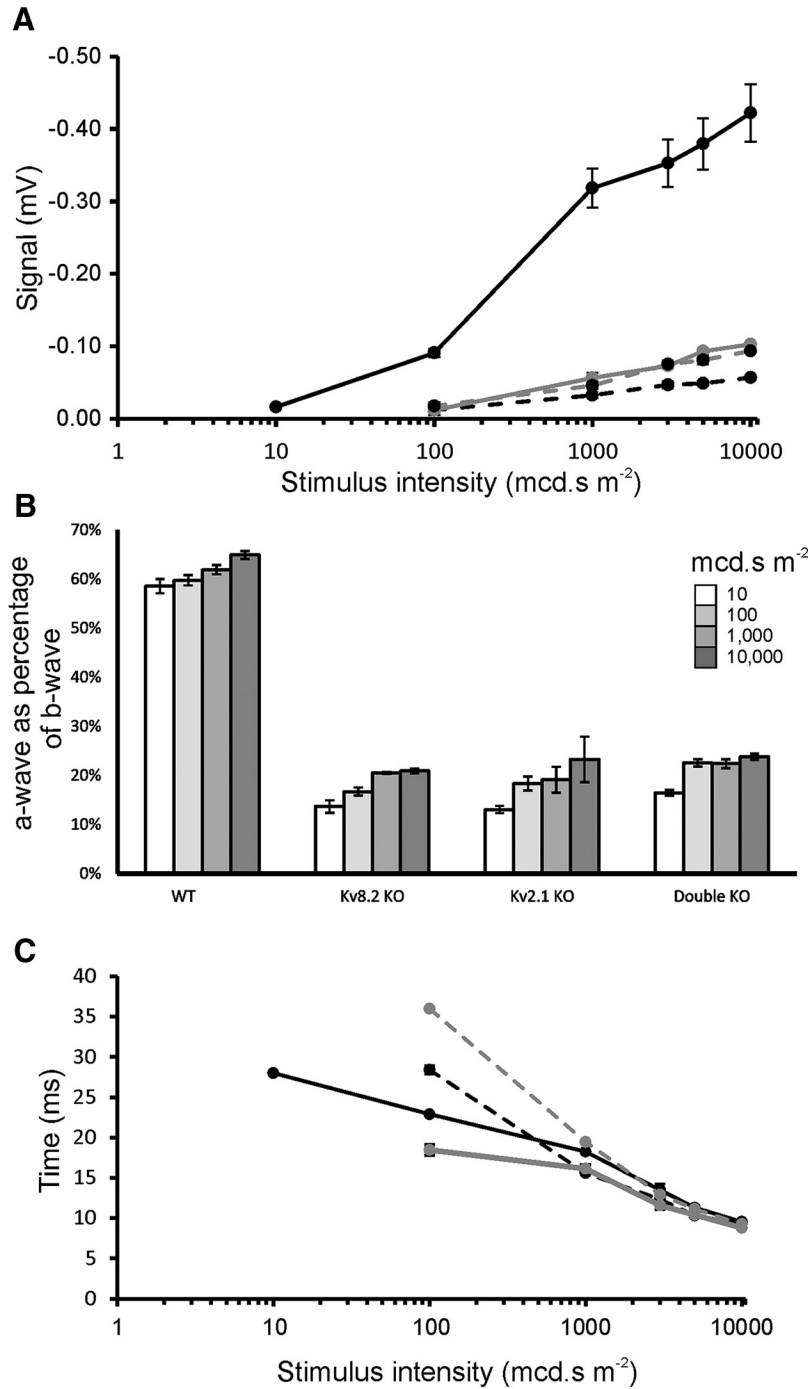 A
-0.50
-0.40
-0.30
-0.20
-0.10
0.00
Signal (mV)
1 10 100 1000 10000
Stimulus intensity (mcd.s m-2)
B
70%
60%
50%
40%
30%
20%
10%
0%
a-wave as percentage
of b-wave
mcd.s m-2
10
100
1,000
10,000
WT Kv8.2 KO Kv2.1 KO Double KO
C
40
35
30
25
20
15
10
5
0
Time (ms)
1 10 100 1000 10000
Stimulus intensity (mcd.s m-2)